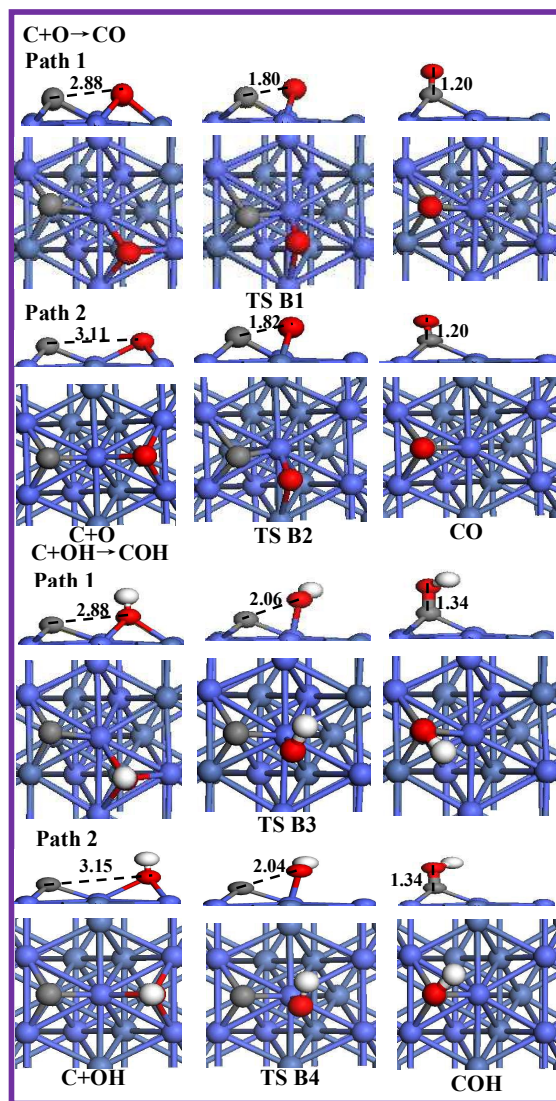 C+O→CO
Path 1
2.88 1.80 1.20
TS B1
Path 2
3.11 1.82 1.20
C+O TS B2 CO
C+OH→COH
Path 1
2.88 2.06 1.34
TS B3
Path 2
3.15 2.04 1.34
C+OH TS B4 COH